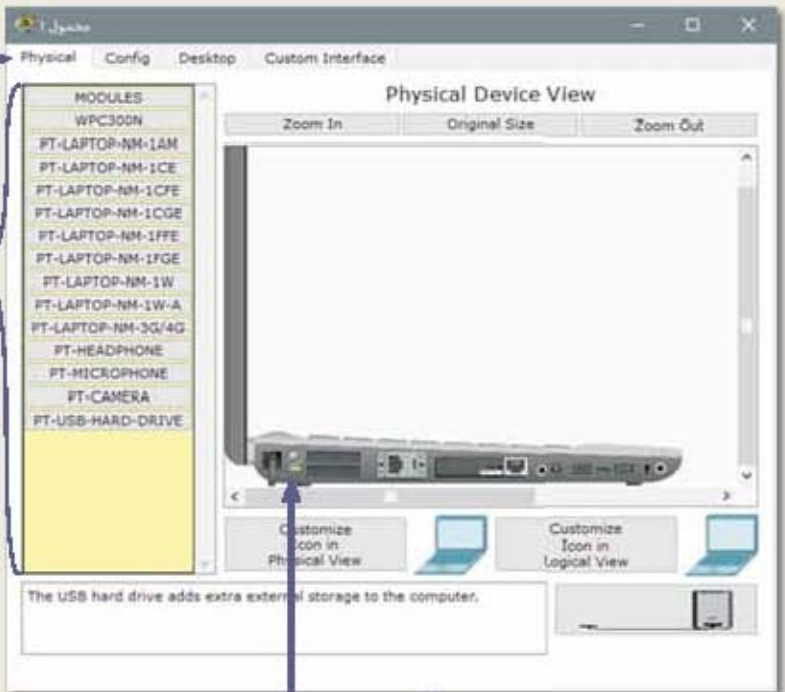 محمول 1
Physical Config Desktop Custom Interface
MODULES
WPC300N
PT-LAPTOP-NM-1AM
PT-LAPTOP-NM-1CE
PT-LAPTOP-NM-1CFE
PT-LAPTOP-NM-1CGE
PT-LAPTOP-NM-1FFE
PT-LAPTOP-NM-1FGE
PT-LAPTOP-NM-1W
PT-LAPTOP-NM-1W-A
PT-LAPTOP-NM-3G/4G
PT-HEADPHONE
PT-MICROPHONE
PT-CAMERA
PT-USB-HARD-DRIVE
Physical Device View
Zoom In Original Size Zoom Out
Customize
Icon in
Physical View
Customize
Icon in
Logical View
The USB hard drive adds extra external storage to the computer.